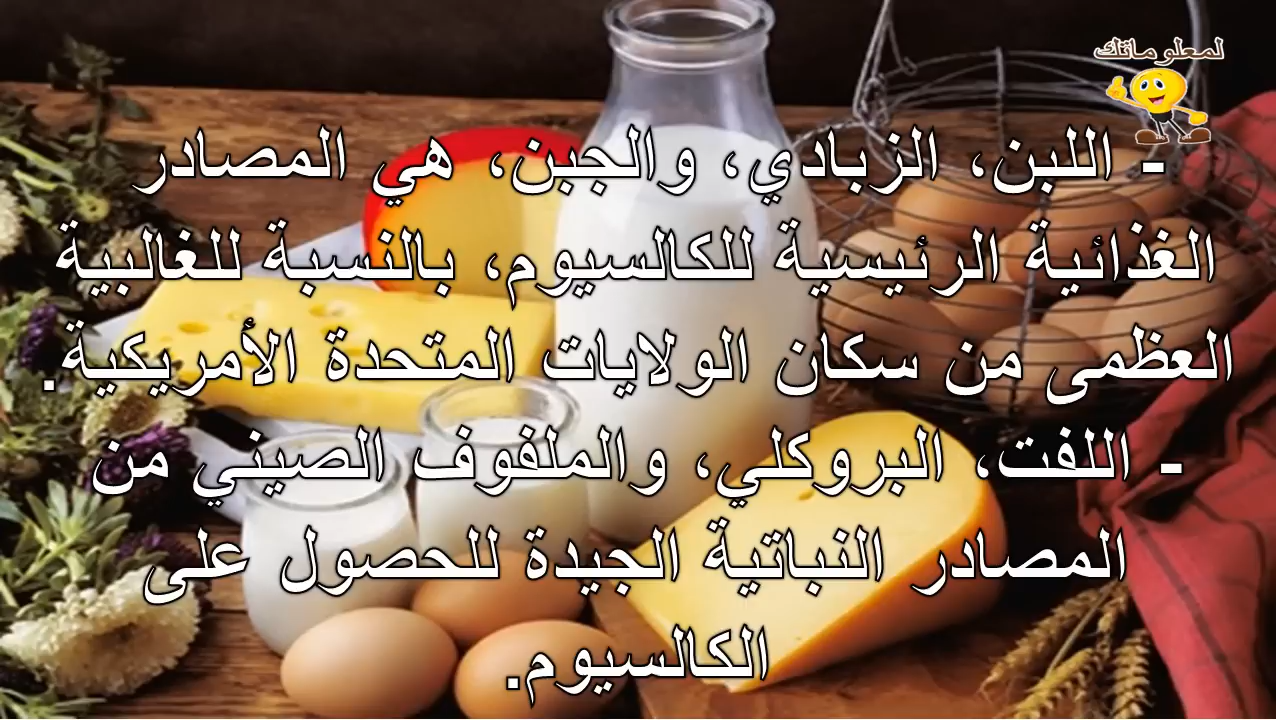 لمعلوماتك
- اللبن، الزبادي، والجبن، هي المصادر
الغذائية الرئيسية للكالسيوم، بالنسبة للغالبية
العظمى من سكان الولايات المتحدة الأمريكية.
- اللفت، البروكلي، والملفوف الصيني من
المصادر النباتية الجيدة للحصول على
الكالسيوم.